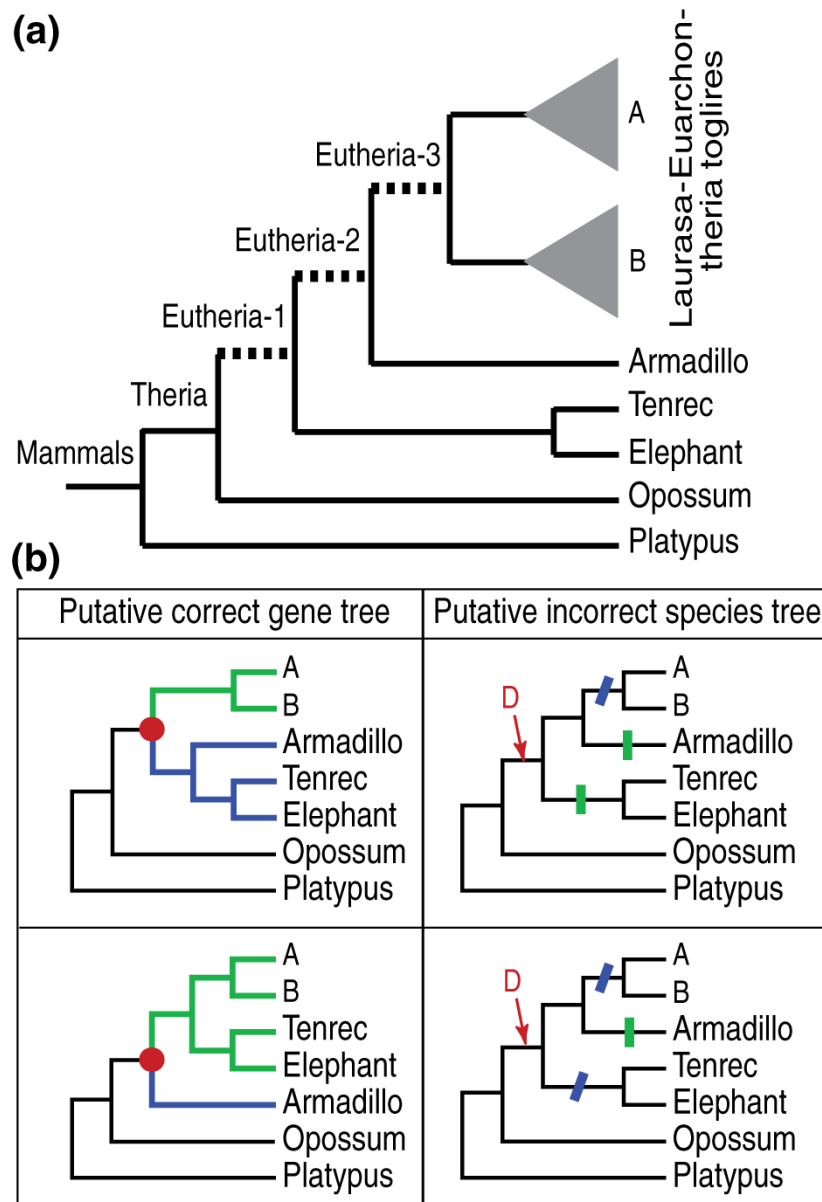 (a)
Laurasa-Euarchon-
theria toglires
A
Eutheria-3
Eutheria-2
B
Eutheria-1
Armadillo
Theria
Tenrec
Mammals
Elephant
Opossum
Platypus
(b)
Putative correct gene tree
Putative incorrect species tree
A
B
Armadillo
Tenrec
Elephant
Opossum
Platypus
D
A
B
Armadillo
Tenrec
Elephant
Opossum
Platypus
A
B
Tenrec
Elephant
Armadillo
Opossum
Platypus
D
A
B
Armadillo
Tenrec
Elephant
Opossum
Platypus